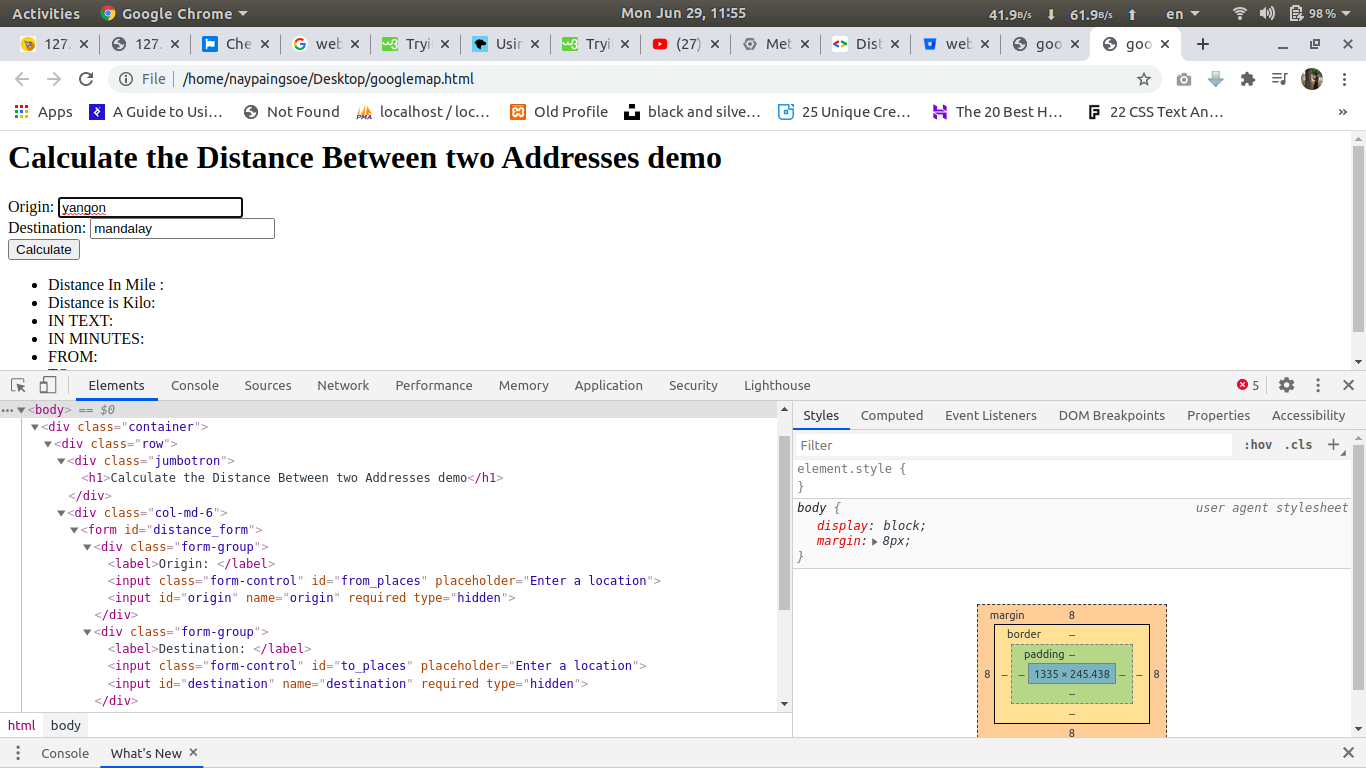 Activities Google Chrome Mon Jun 29, 11:55 41.9B/s 61.9B/s en 98%
127. 127. Che web Tryi Usin Tryi (27) Met Dist web goo goo
File /home/naypaingsoe/Desktop/googlemap.html
Apps A Guide to Usi… Not Found localhost / loc… Old Profile black and silve… 25 Unique Cre… The 20 Best H… 22 CSS Text An… »
Calculate the Distance Between two Addresses demo
Origin: yangon
Destination: mandalay
Calculate
Distance In Mile :
Distance is Kilo:
IN TEXT:
IN MINUTES:
FROM:
Elements Console Sources Network Performance Memory Application Security Lighthouse 5
<body> == $0
<div class="container">
<div class="row">
<div class="jumbotron">
<h1>Calculate the Distance Between two Addresses demo</h1>
</div>
<div class="col-md-6">
<form id="distance_form">
<div class="form-group">
<label>Origin: </label>
<input class="form-control" id="from_places" placeholder="Enter a location">
<input id="origin" name="origin" required type="hidden">
</div>
<div class="form-group">
<label>Destination: </label>
<input class="form-control" id="to_places" placeholder="Enter a location">
<input id="destination" name="destination" required type="hidden">
</div>
html body
Styles Computed Event Listeners DOM Breakpoints Properties Accessibility
Filter :hov .cls +
element.style {
}
body { user agent stylesheet
display: block;
margin: 8px;
}
margin 8
border –
padding –
8 – – 1335 × 245.438 – – 8
–
–
8
Console What's New